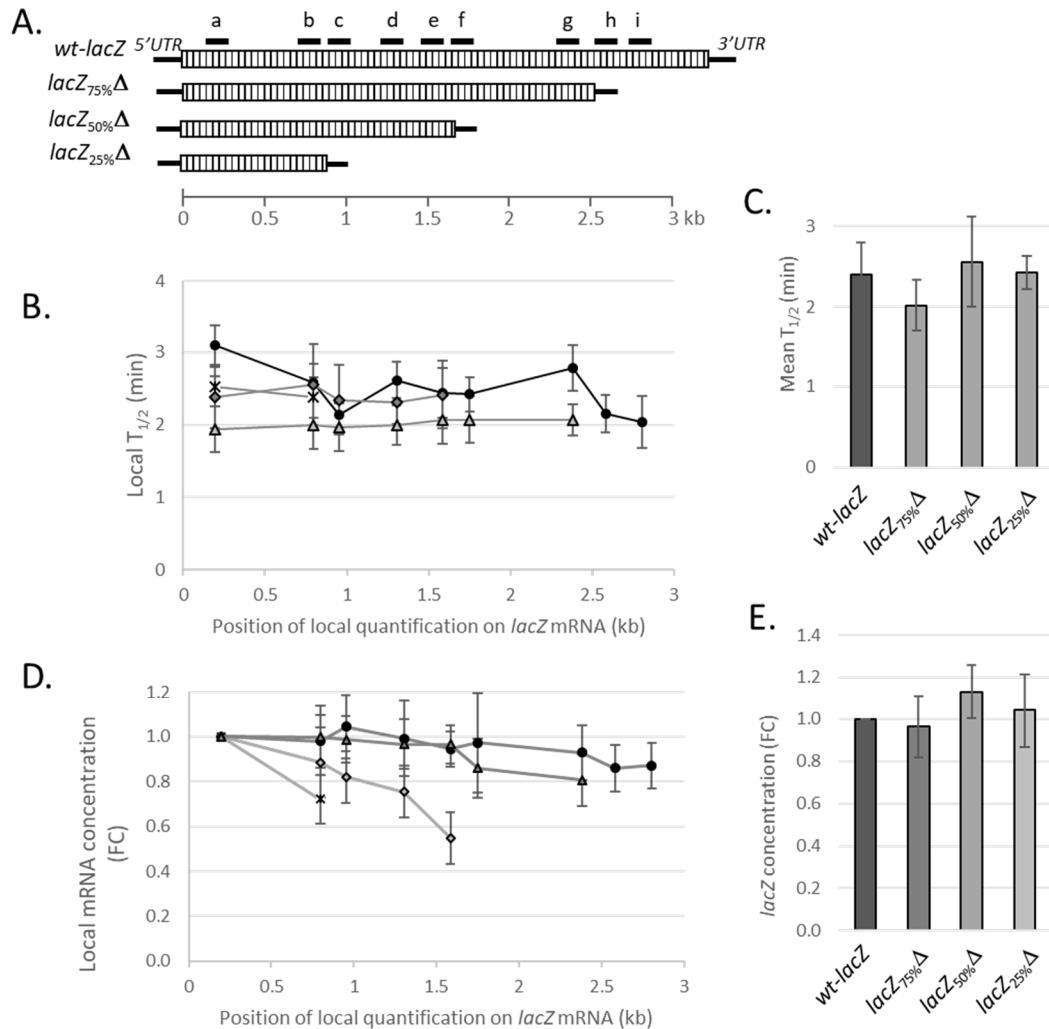 A.
a b c d e f g h i
wt-lacZ 5'UTR 3'UTR
lacZ75%Δ
lacZ50%Δ
lacZ25%Δ
0 0.5 1 1.5 2 2.5 3 kb
B.
Local T1/2 (min)
4
3
2
1
0
0 0.5 1 1.5 2 2.5 3
Position of local quantification on lacZ mRNA (kb)
C.
Mean T1/2 (min)
3
2
1
0
wt-lacZ lacZ75%Δ lacZ50%Δ lacZ25%Δ
D.
Local mRNA concentration
(FC)
1.2
1.0
0.8
0.6
0.4
0.2
0.0
0 0.5 1 1.5 2 2.5 3
Position of local quantification on lacZ mRNA (kb)
E.
lacZ concentration (FC)
1.4
1.2
1.0
0.8
0.6
0.4
0.2
0.0
wt-lacZ lacZ75%Δ lacZ50%Δ lacZ25%Δ